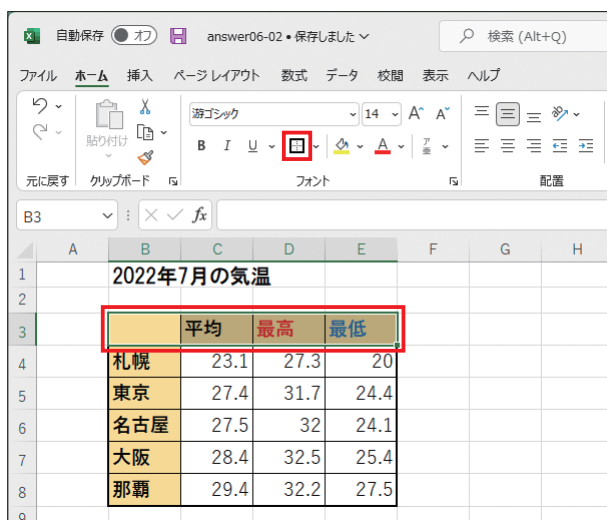 自動保存 オフ answer06-02 • 保存しました 検索 (Alt+Q)
ファイル ホーム 挿入 ページ レイアウト 数式 データ 校閲 表示 ヘルプ
游ゴシック 14 A^ Aˇ
貼り付け B I U A ア亜
元に戻す クリップボード フォント 配置
B3 fx
A B C D E F G H
1 2022年7月の気温
2
3 平均 最高 最低
4 札幌 23.1 27.3 20
5 東京 27.4 31.7 24.4
6 名古屋 27.5 32 24.1
7 大阪 28.4 32.5 25.4
8 那覇 29.4 32.2 27.5
9